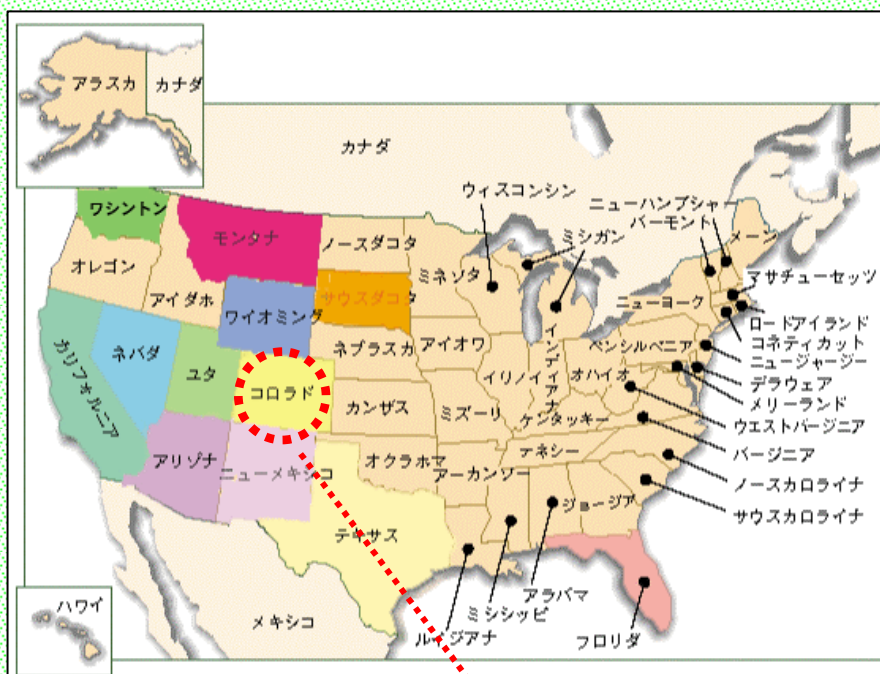 アラスカ
カナダ
カナダ
ワシントン
モンタナ
ノースダコタ
ミネソタ
ウィスコンシン
ミシガン
ニューハンプシャー
バーモント
メーン
オレゴン
アイダホ
ワイオミング
サウスダコタ
マサチューセッツ
ニューヨーク
ロードアイランド
コネティカット
ニュージャージー
デラウェア
メリーランド
ウエストバージニア
バージニア
ノースカロライナ
サウスカロライナ
カリフォルニア
ネバダ
ユタ
コロラド
ネブラスカ
アイオワ
イリノイ
インディアナ
オハイオ
ペンシルベニア
カンザス
ミズーリ
ケンタッキー
テネシー
アリゾナ
ニューメキシコ
オクラホマ
アーカンソー
ジョージア
テキサス
アラバマ
ミシシッピ
ルイジアナ
フロリダ
メキシコ
ハワイ